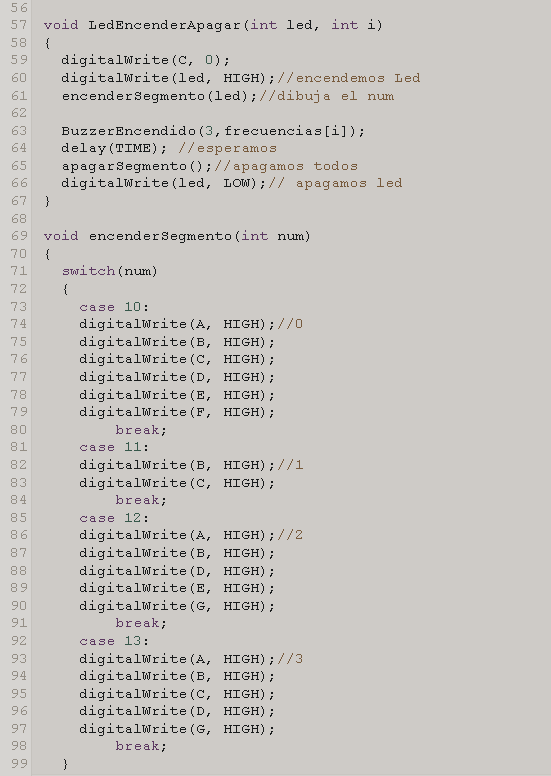 56
57 void LedEncenderApagar(int led, int i)
58 {
59   digitalWrite(C, 0);
60   digitalWrite(led, HIGH);//encendemos Led
61   encenderSegmento(led);//dibuja el num
62
63   BuzzerEncendido(3,frecuencias[i]);
64   delay(TIME); //esperamos
65   apagarSegmento();//apagamos todos
66   digitalWrite(led, LOW);// apagamos led
67 }
68
69 void encenderSegmento(int num)
70 {
71   switch(num)
72   {
73     case 10:
74     digitalWrite(A, HIGH);//0
75     digitalWrite(B, HIGH);
76     digitalWrite(C, HIGH);
77     digitalWrite(D, HIGH);
78     digitalWrite(E, HIGH);
79     digitalWrite(F, HIGH);
80         break;
81     case 11:
82     digitalWrite(B, HIGH);//1
83     digitalWrite(C, HIGH);
84         break;
85     case 12:
86     digitalWrite(A, HIGH);//2
87     digitalWrite(B, HIGH);
88     digitalWrite(D, HIGH);
89     digitalWrite(E, HIGH);
90     digitalWrite(G, HIGH);
91         break;
92     case 13:
93     digitalWrite(A, HIGH);//3
94     digitalWrite(B, HIGH);
95     digitalWrite(C, HIGH);
96     digitalWrite(D, HIGH);
97     digitalWrite(G, HIGH);
98         break;
99   }